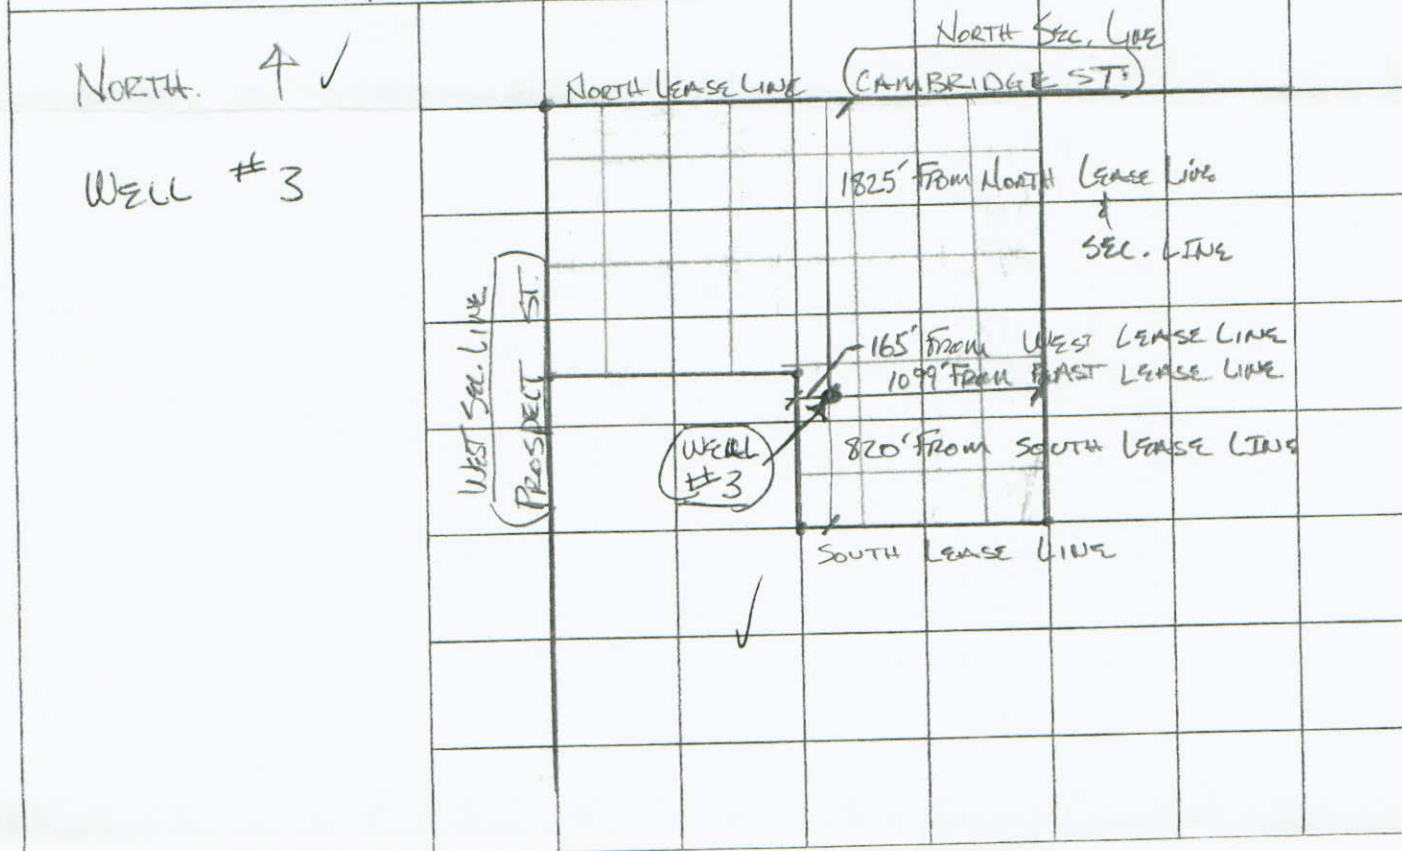 NORTH SEC. LINE
NORTH.
NORTH LEASE LINE
CAMBRIDGE ST.
WELL #3
1825' FROM NORTH LEASE LINE
&
SEC. LINE
WEST SEC. LINE
PROSPECT ST.
165' FROM WEST LEASE LINE
1099' FROM EAST LEASE LINE
WELL
#3
820' FROM SOUTH LEASE LINE
SOUTH LEASE LINE